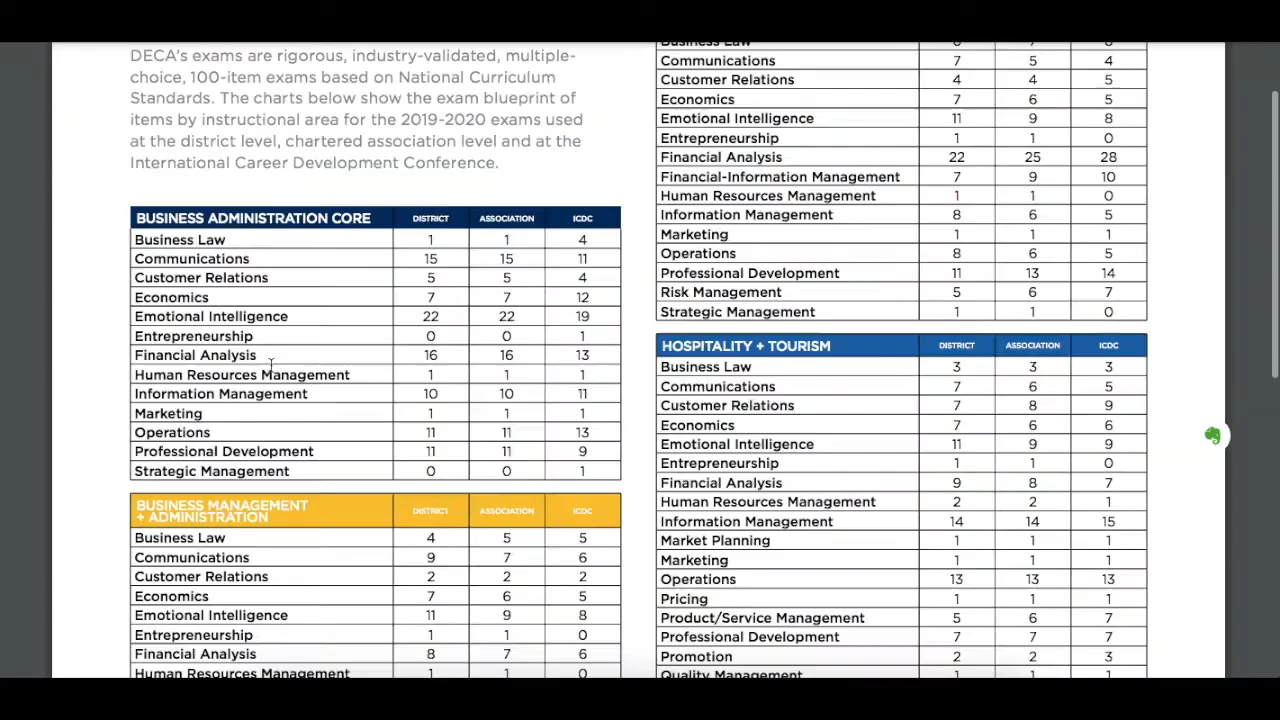 DECA's exams are rigorous, industry-validated, multiple-
choice, 100-item exams based on National Curriculum
Standards. The charts below show the exam blueprint of
items by instructional area for the 2019-2020 exams used
at the district level, chartered association level and at the
International Career Development Conference.
BUSINESS ADMINISTRATION CORE DISTRICT ASSOCIATION ICDC
Business Law 1 1 4
Communications 15 15 11
Customer Relations 5 5 4
Economics 7 7 12
Emotional Intelligence 22 22 19
Entrepreneurship 0 0 1
Financial Analysis 16 16 13
Human Resources Management 1 1 1
Information Management 10 10 11
Marketing 1 1 1
Operations 11 11 13
Professional Development 11 11 9
Strategic Management 0 0 1
BUSINESS MANAGEMENT
+ ADMINISTRATION DISTRICT ASSOCIATION ICDC
Business Law 4 5 5
Communications 9 7 6
Customer Relations 2 2 2
Economics 7 6 5
Emotional Intelligence 11 9 8
Entrepreneurship 1 1 0
Financial Analysis 8 7 6
Human Resources Management 1 1 0
Business Law
Communications 7 5 4
Customer Relations 4 4 5
Economics 7 6 5
Emotional Intelligence 11 9 8
Entrepreneurship 1 1 0
Financial Analysis 22 25 28
Financial-Information Management 7 9 10
Human Resources Management 1 1 0
Information Management 8 6 5
Marketing 1 1 1
Operations 8 6 5
Professional Development 11 13 14
Risk Management 5 6 7
Strategic Management 1 1 0
HOSPITALITY + TOURISM DISTRICT ASSOCIATION ICDC
Business Law 3 3 3
Communications 7 6 5
Customer Relations 7 8 9
Economics 7 6 6
Emotional Intelligence 11 9 9
Entrepreneurship 1 1 0
Financial Analysis 9 8 7
Human Resources Management 2 2 1
Information Management 14 14 15
Market Planning 1 1 1
Marketing 1 1 1
Operations 13 13 13
Pricing 1 1 1
Product/Service Management 5 6 7
Professional Development 7 7 7
Promotion 2 2 3
Quality Management 1 1 1